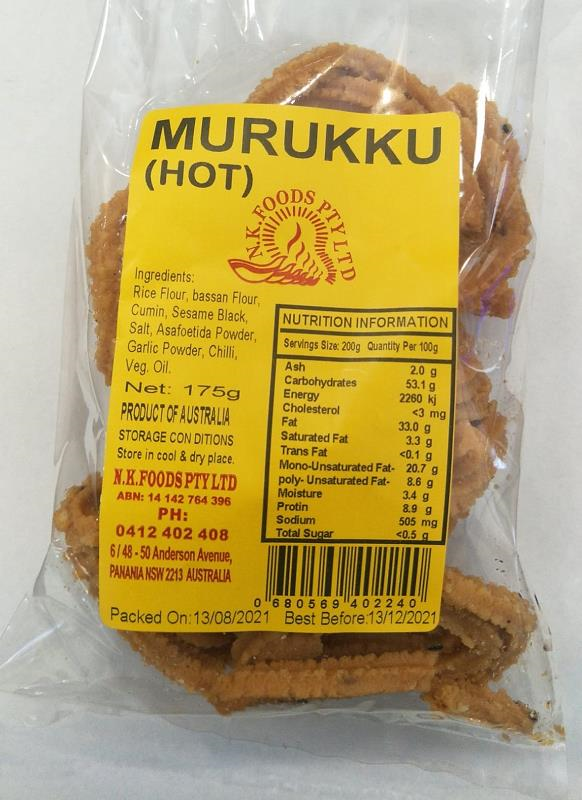 MURUKKU
(HOT)
N.K.FOODS PTY LTD
Ingredients:
Rice Flour, bassan Flour,
Cumin, Sesame Black,
Salt, Asafoetida Powder,
Garlic Powder, Chilli,
Veg. Oil.
Net: 175g
PRODUCT OF AUSTRALIA
STORAGE CON DITIONS
Store in cool & dry place.
N.K.FOODS PTY LTD
ABN: 14 142 764 396
PH:
0412 402 408
6 / 48 - 50 Anderson Avenue,
PANANIA NSW 2213 AUSTRALIA
NUTRITION INFORMATION
Servings Size: 200g Quantity Per 100g
Ash 2.0 g
Carbohydrates 53.1 g
Energy 2260 kj
Cholesterol <3 mg
Fat 33.0 g
Saturated Fat 3.3 g
Trans Fat <0.1 g
Mono-Unsaturated Fat- 20.7 g
poly- Unsaturated Fat- 8.6 g
Moisture 3.4 g
Protin 8.9 g
Sodium 505 mg
Total Sugar <0.5 g
0 680569 402240
Packed On:13/08/2021 Best Before:13/12/2021